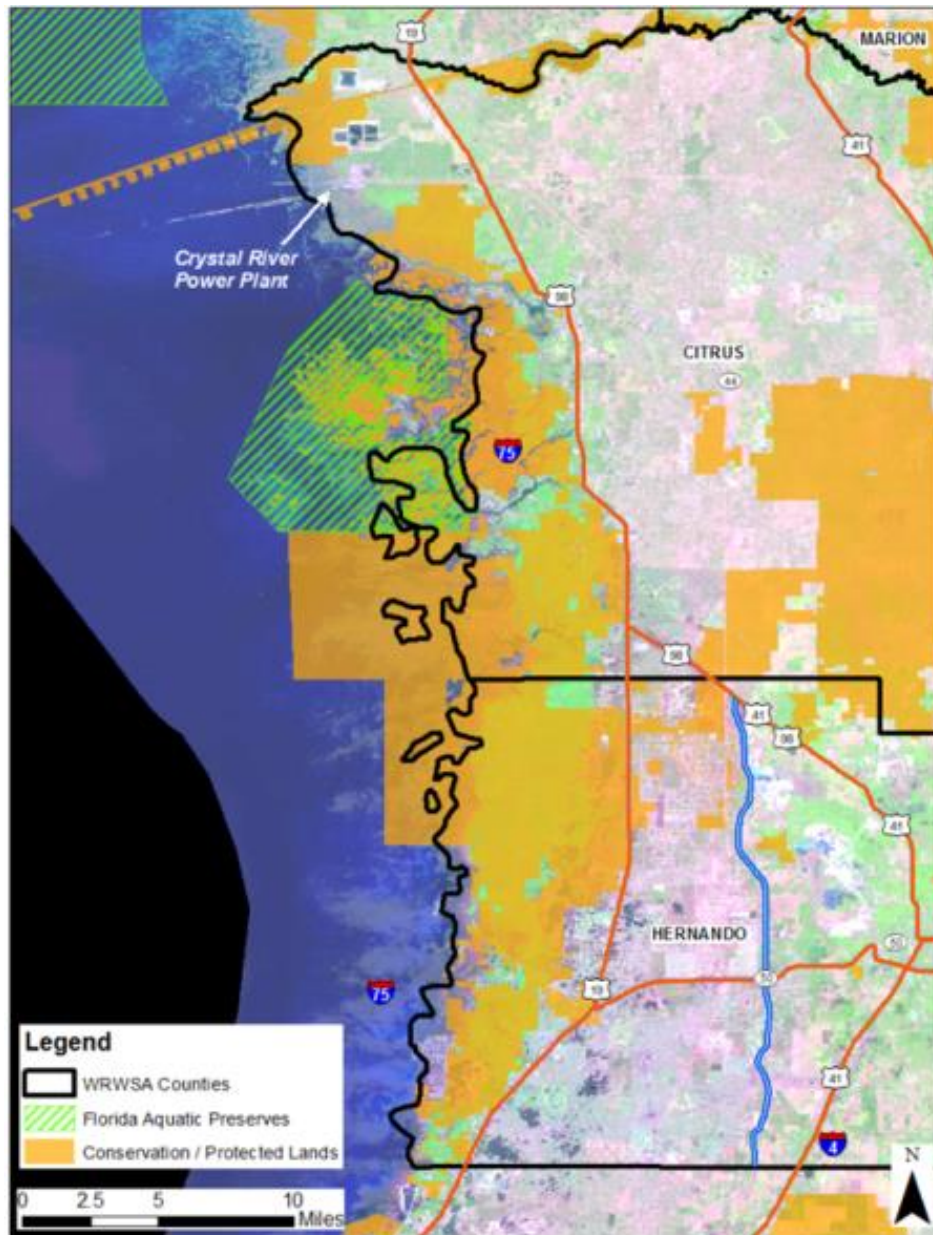 19
MARION
41
Crystal River
Power Plant
98
CITRUS
44
75
98
41
98
41
HERNANDO
50
50
75
19
41
4
N
Legend
WRWSA Counties
Florida Aquatic Preserves
Conservation / Protected Lands
0 2.5 5 10
Miles